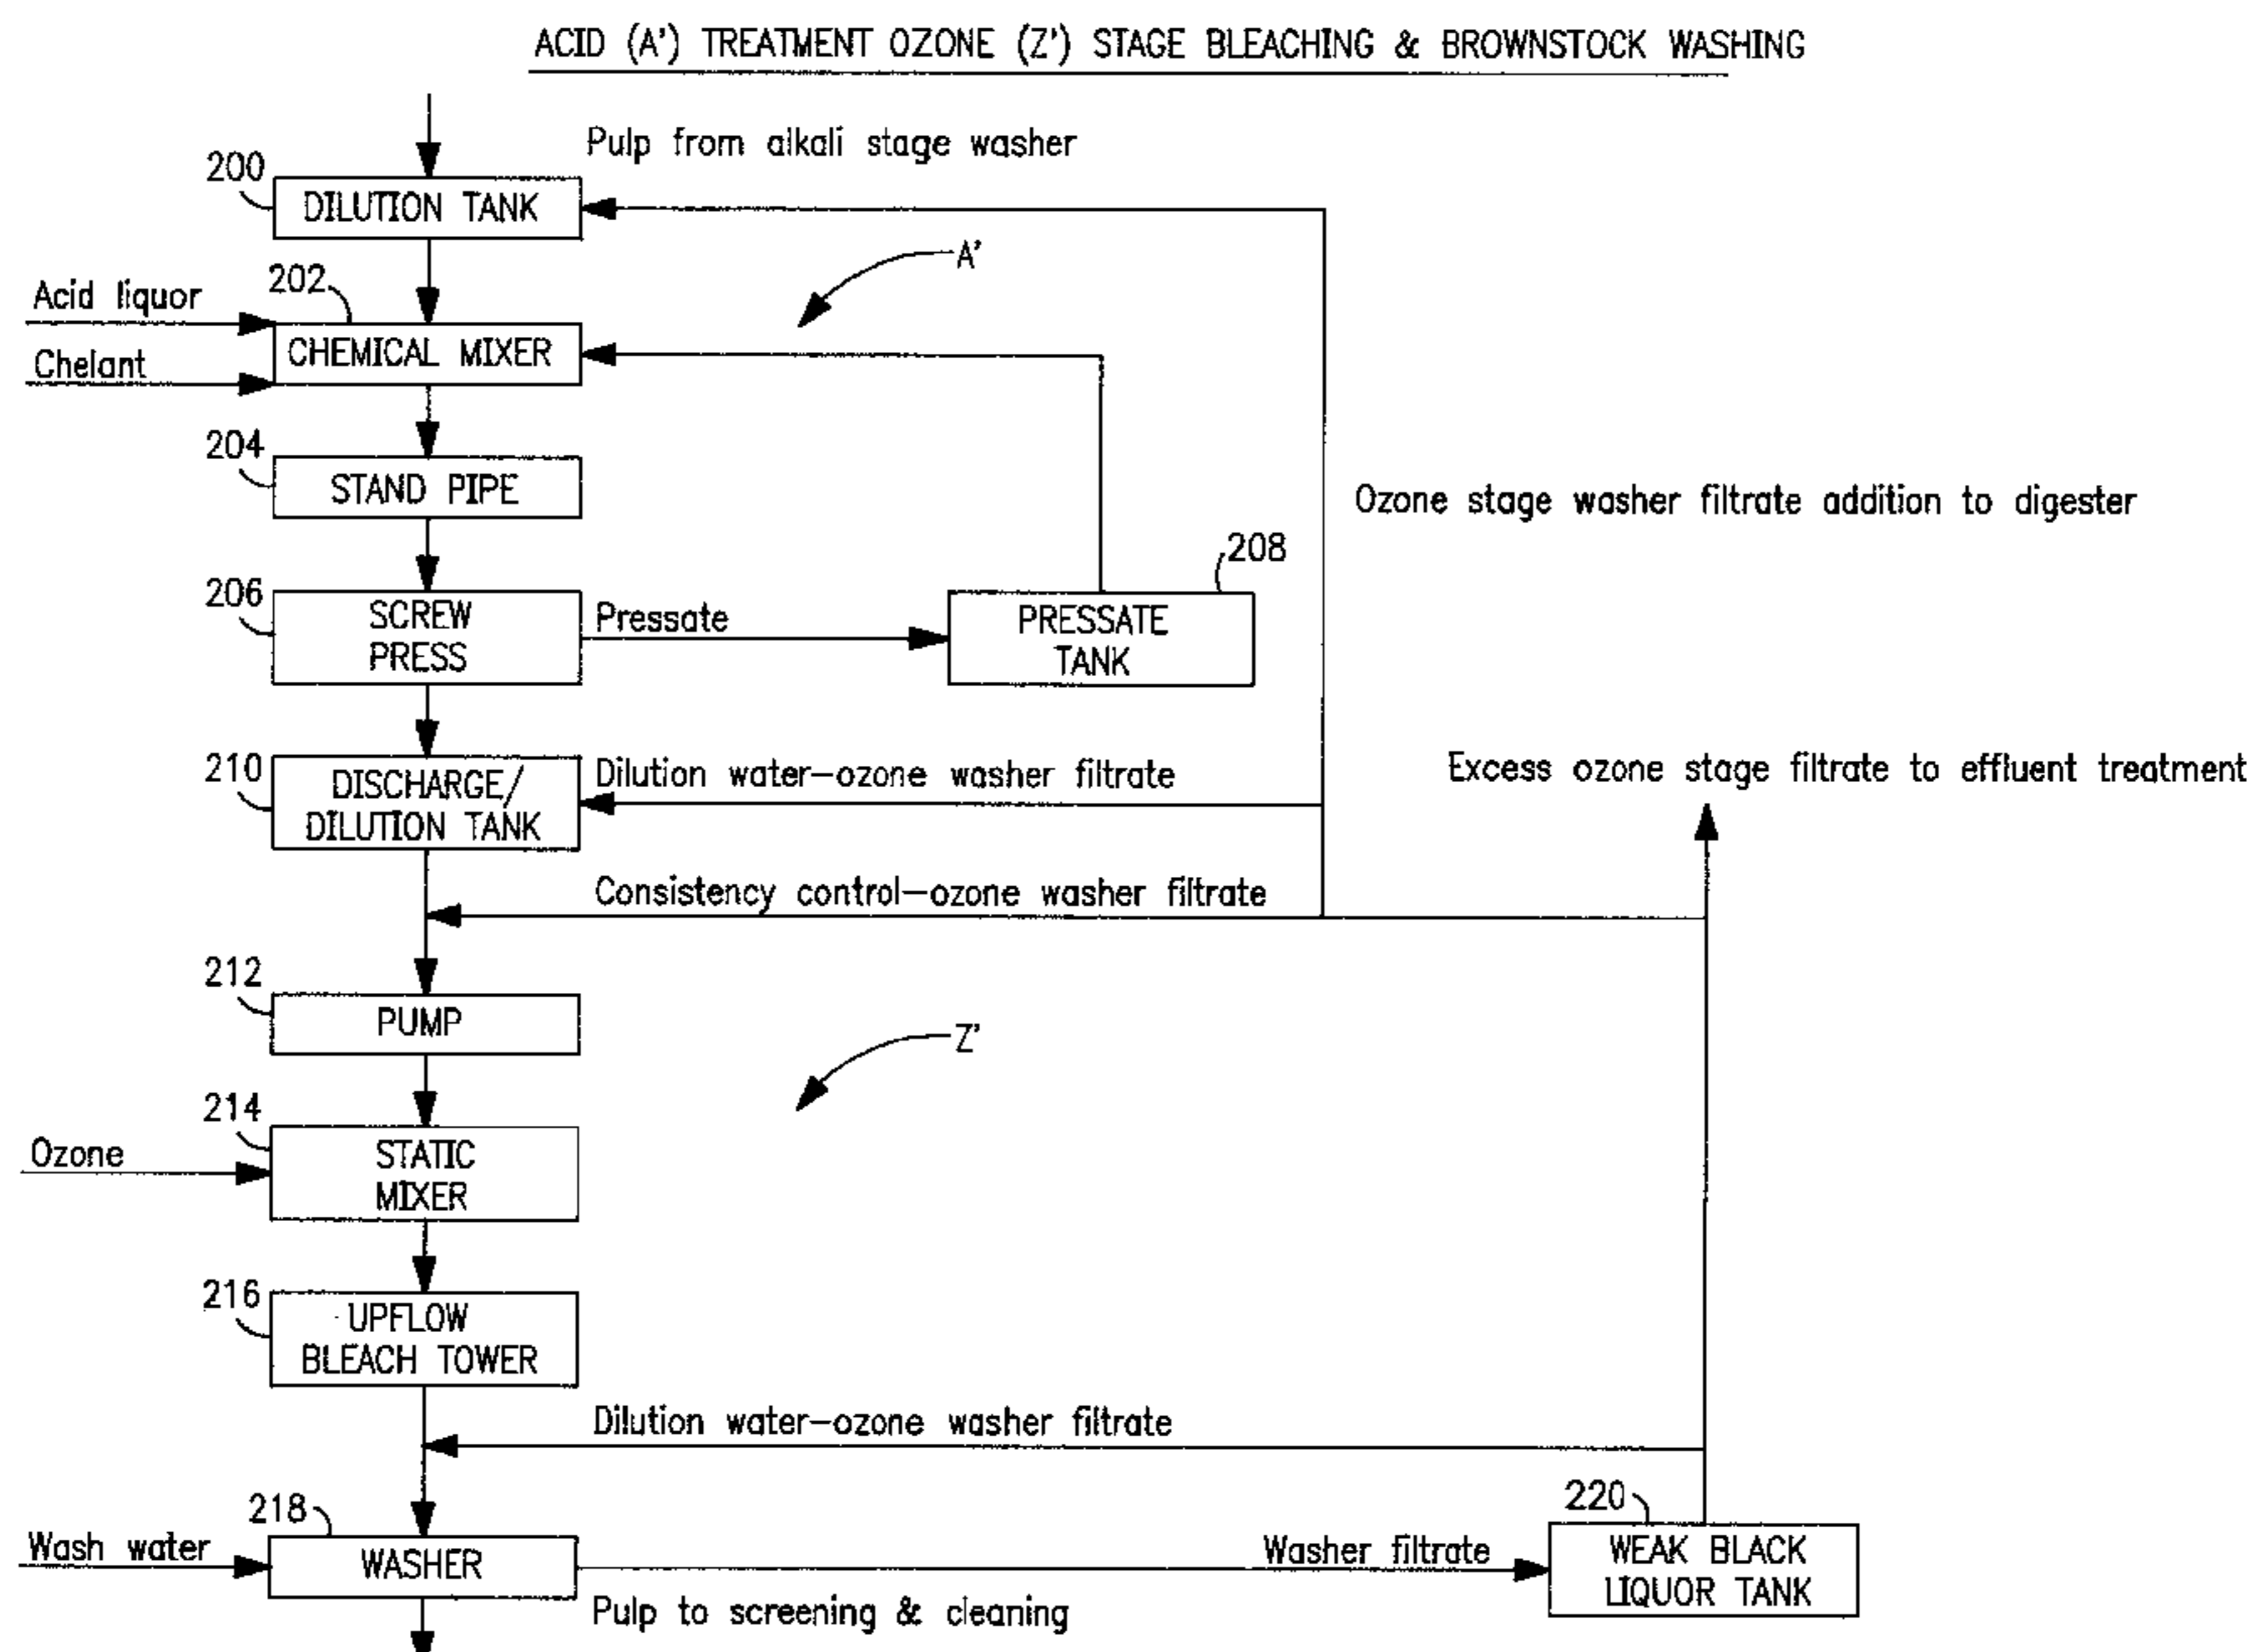 ACID (A') TREATMENT OZONE (Z') STAGE BLEACHING & BROWNSTOCK WASHING
Pulp from alkali stage washer
200
DILUTION TANK
A'
202
Acid liquor
Chelant
CHEMICAL MIXER
204
STAND PIPE
Ozone stage washer filtrate addition to digester
206
SCREW
PRESS
Pressate
208
PRESSATE
TANK
210
DISCHARGE/
DILUTION TANK
Dilution water-ozone washer filtrate
Excess ozone stage filtrate to effluent treatment
Consistency control-ozone washer filtrate
212
PUMP
Z'
214
Ozone
STATIC
MIXER
216
UPFLOW
BLEACH TOWER
Dilution water-ozone washer filtrate
218
Wash water
WASHER
Washer filtrate
220
WEAK BLACK
LIQUOR TANK
Pulp to screening & cleaning